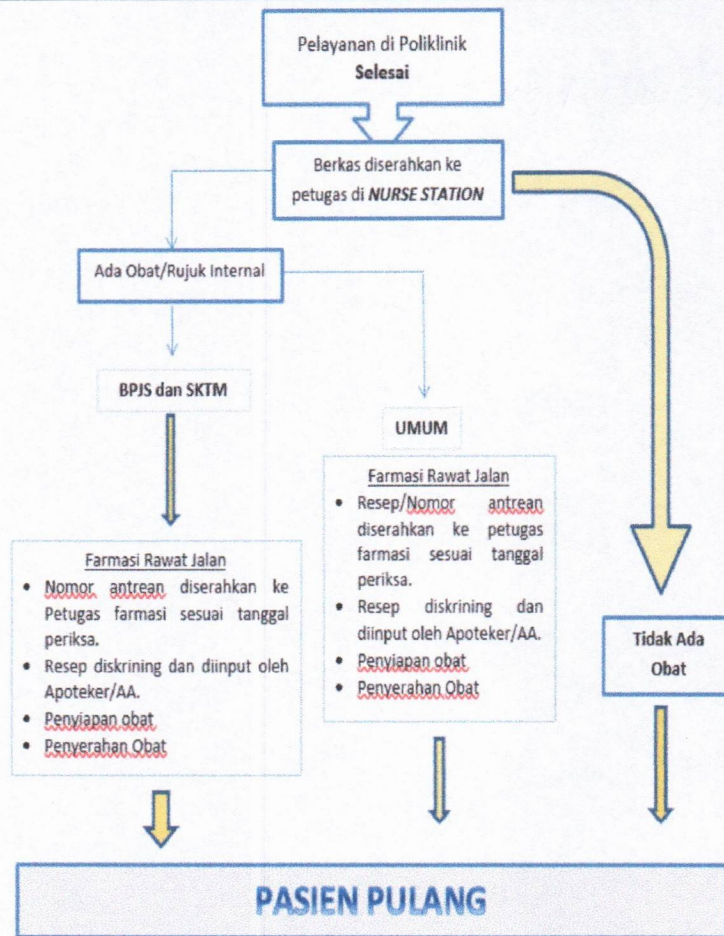 Pelayanan di Poliklinik
Selesai
Berkas diserahkan ke
petugas di NURSE STATION
Ada Obat/Rujuk Internal
BPJS dan SKTM
Farmasi Rawat Jalan
• Nomor antrean diserahkan ke
Petugas farmasi sesuai tanggal
periksa.
• Resep diskrining dan diinput oleh
Apoteker/AA.
• Penyiapan obat
• Penyerahan Obat
UMUM
Farmasi Rawat Jalan
• Resep/Nomor antrean
diserahkan ke petugas
farmasi sesuai tanggal
periksa.
• Resep diskrining dan
diinput oleh Apoteker/AA.
• Penyiapan obat
• Penyerahan Obat
Tidak Ada
Obat
PASIEN PULANG